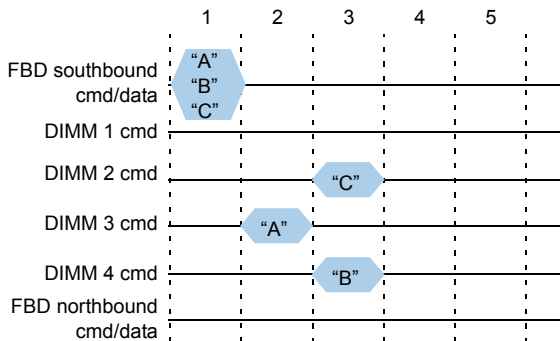 1 2 3 4 5
FBD southbound
cmd/data
“A”
“B”
“C”
DIMM 1 cmd
DIMM 2 cmd
“C”
DIMM 3 cmd
“A”
DIMM 4 cmd
“B”
FBD northbound
cmd/data